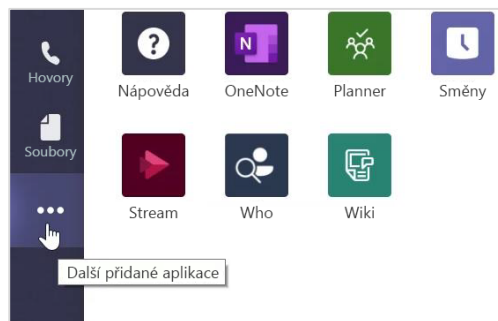 Hovory
Soubory
Nápověda
OneNote
Planner
Směny
Stream
Who
Wiki
Další přidané aplikace